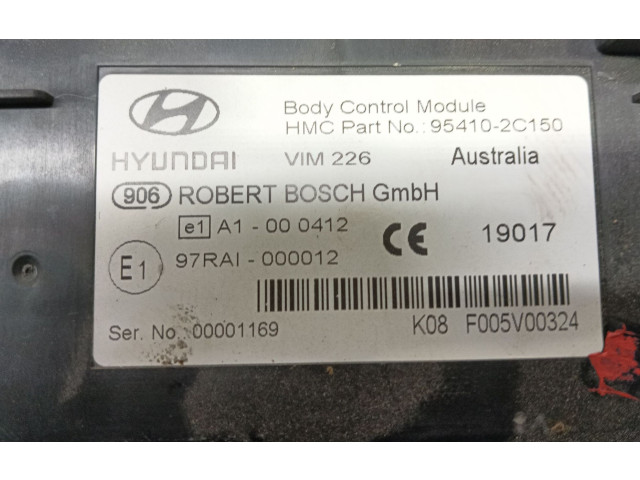 Body Control Module
HMC Part No.: 95410-2C150
HYUNDAI VIM 226 Australia
906 ROBERT BOSCH GmbH
e1 A1 - 00 0412
E1 97RAI - 000012 CE 19017
Ser. No. 00001169 K08 F005V00324